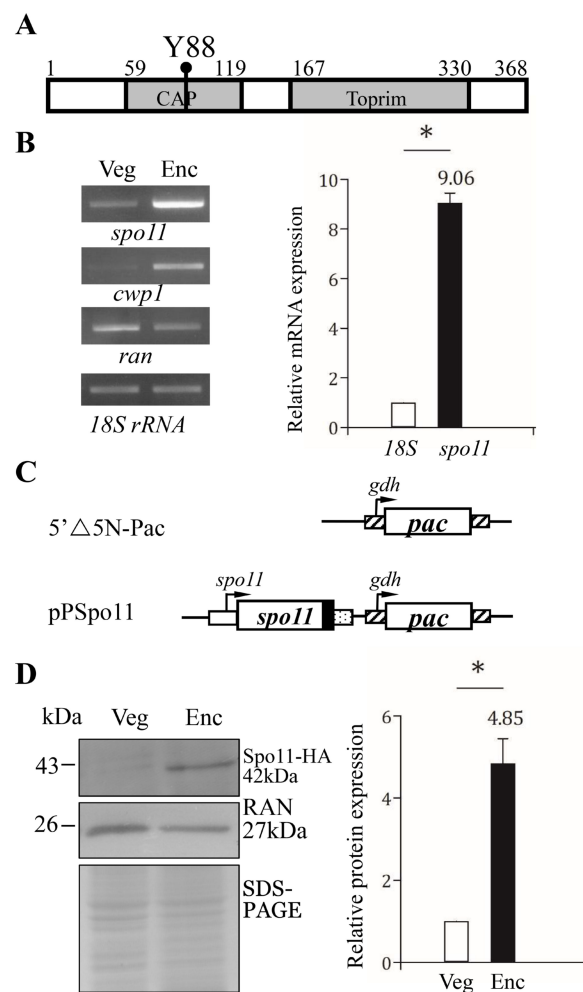 A
Y88
1 59 119 167 330 368
CAP Toprim
B
Veg Enc
spo11
cwp1
ran
18S rRNA
Relative mRNA expression
10
8
6
4
2
0
*
9.06
18S spo11
C
5'△5N-Pac
gdh
pac
pPSpo11
spo11 gdh
spo11 pac
D
kDa Veg Enc
43
Spo11-HA
42kDa
26
RAN
27kDa
SDS-
PAGE
Relative protein expression
6
4
2
0
*
4.85
Veg Enc